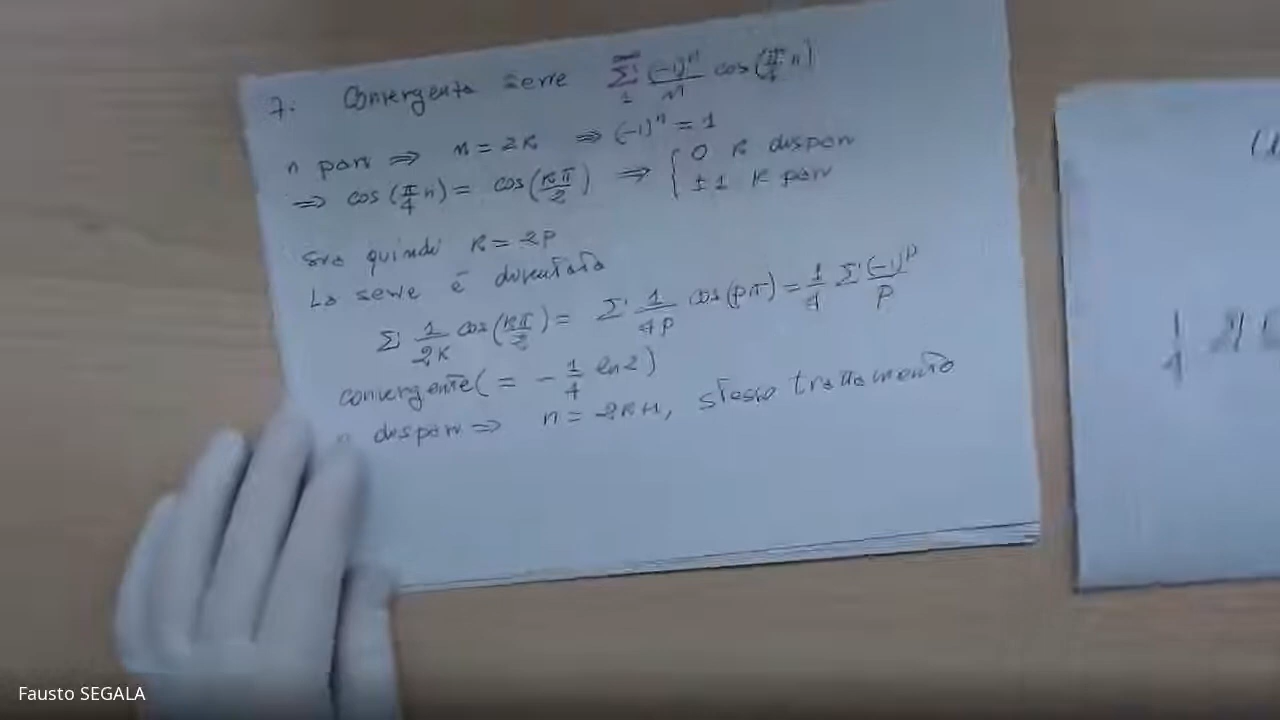 7. Convergenza serie ∑_1^∞ (-1)^n/n cos(π/4 n)
n pari ⇒ n = 2k ⇒ (-1)^n = 1
⇒ cos(π/4 n) = cos(kπ/2) ⇒ { 0 k dispari
±1 k pari
Sia quindi k = 2p
La serie è diventata
∑ 1/2k cos(kπ/2) = ∑ 1/4p cos(pπ) = 1/4 ∑ (-1)^p/p
convergente (= - 1/4 ln2)
n dispari ⇒ n = 2k+1, stesso trattamento
Fausto SEGALA